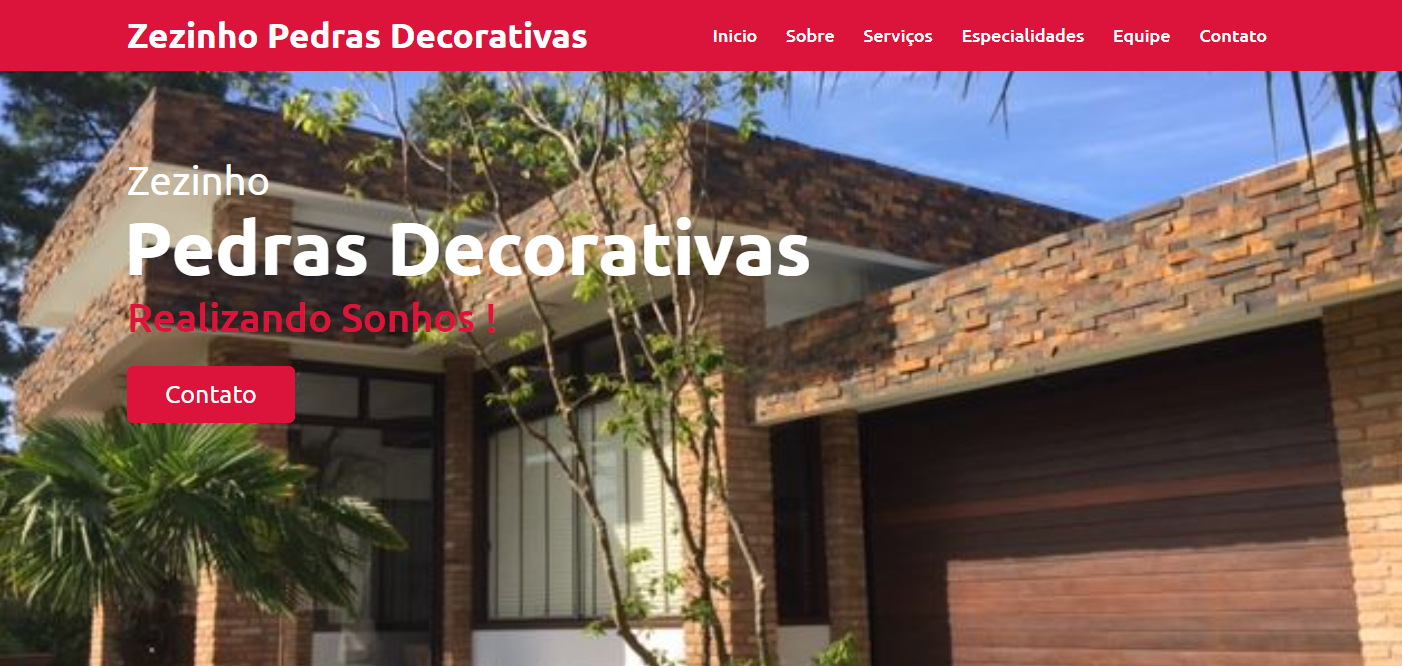 Zezinho Pedras Decorativas
Inicio Sobre Serviços Especialidades Equipe Contato
Zezinho
Pedras Decorativas
Realizando Sonhos !
Contato